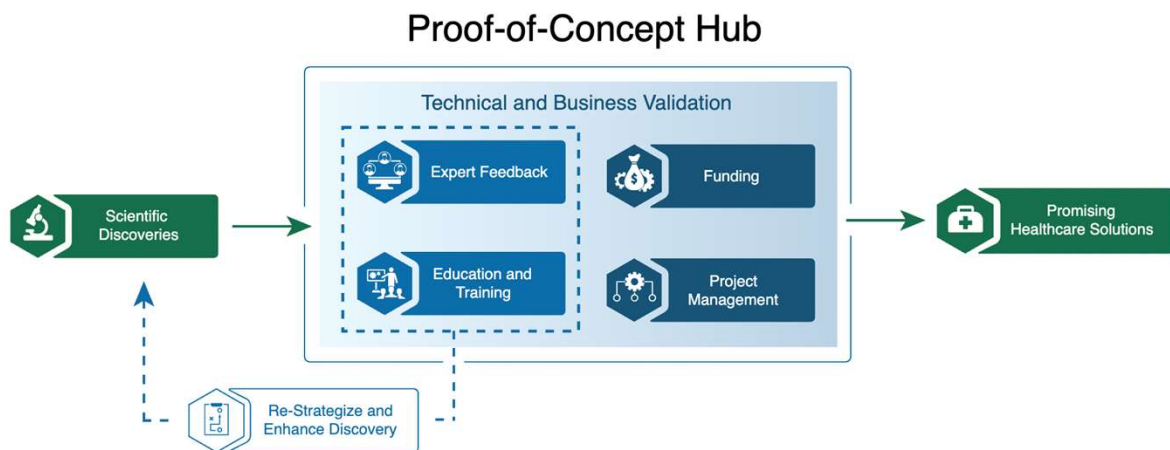 Proof-of-Concept Hub
Technical and Business Validation
Expert Feedback
Funding
Scientific
Discoveries
Promising
Healthcare Solutions
Education and
Training
Project
Management
Re-Strategize and
Enhance Discovery